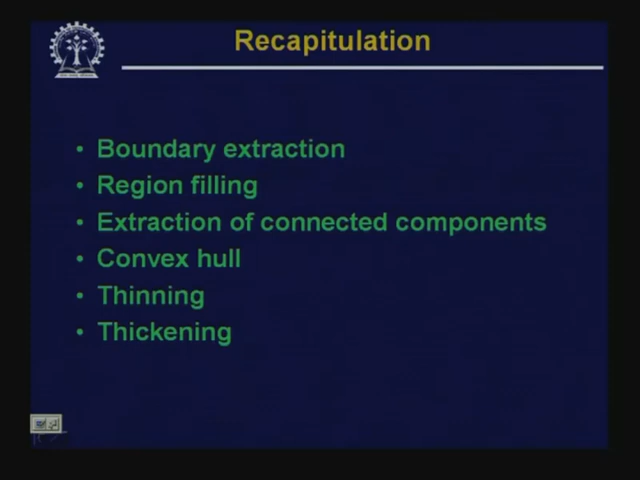 Recapitulation
• Boundary extraction
• Region filling
• Extraction of connected components
• Convex hull
• Thinning
• Thickening